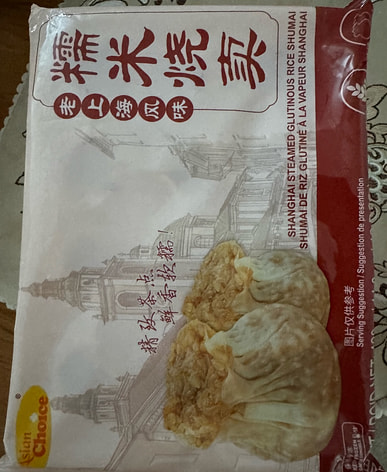 糯米烧卖
老上海风味
SHANGHAI STEAMED GLUTINOUS RICE SHUMAI
SHUMAI DE RIZ GLUTINÉ À LA VAPEUR SHANGHAI
精致茶点
鲜香软糯!
图片仅供参考
Serving Suggestion / Suggestion de présentation
Asian
Choice
®